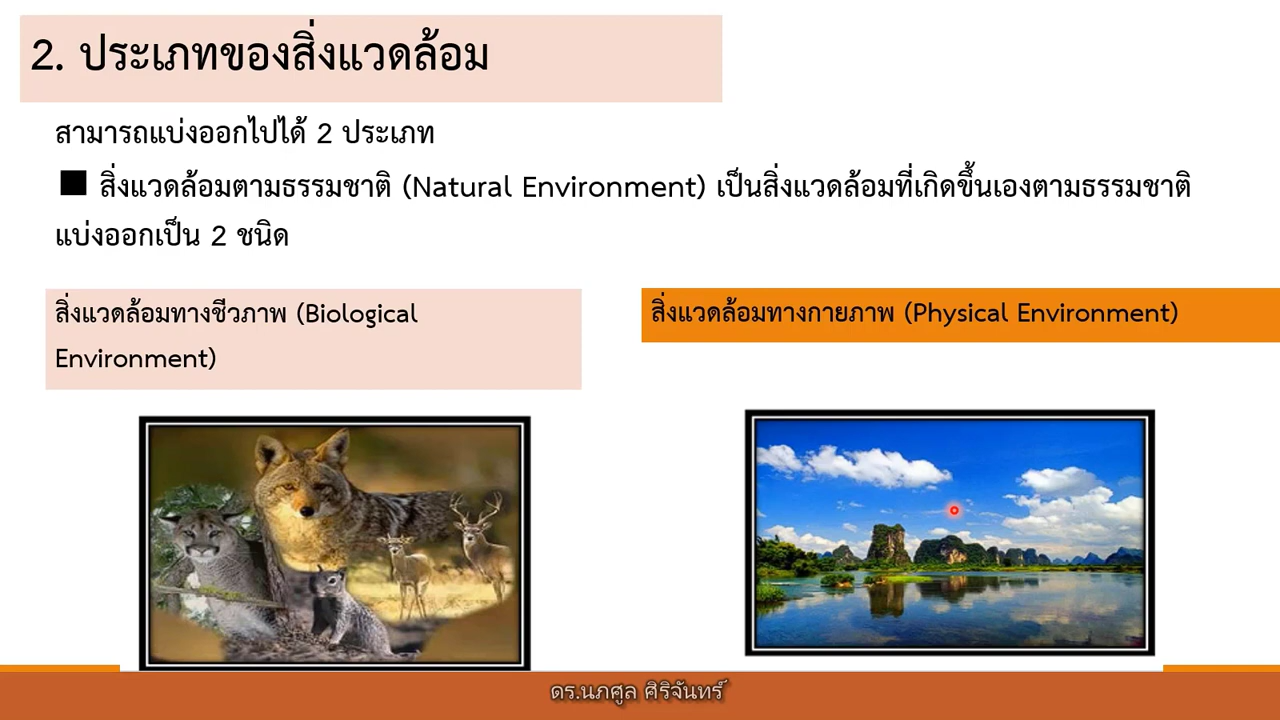 2. ประเภทของสิ่งแวดล้อม
สามารถแบ่งออกไปได้ 2 ประเภท
■ สิ่งแวดล้อมตามธรรมชาติ (Natural Environment) เป็นสิ่งแวดล้อมที่เกิดขึ้นเองตามธรรมชาติ
แบ่งออกเป็น 2 ชนิด
สิ่งแวดล้อมทางชีวภาพ (Biological
Environment)
สิ่งแวดล้อมทางกายภาพ (Physical Environment)
ดร.นภศูล ศิริจันทร์